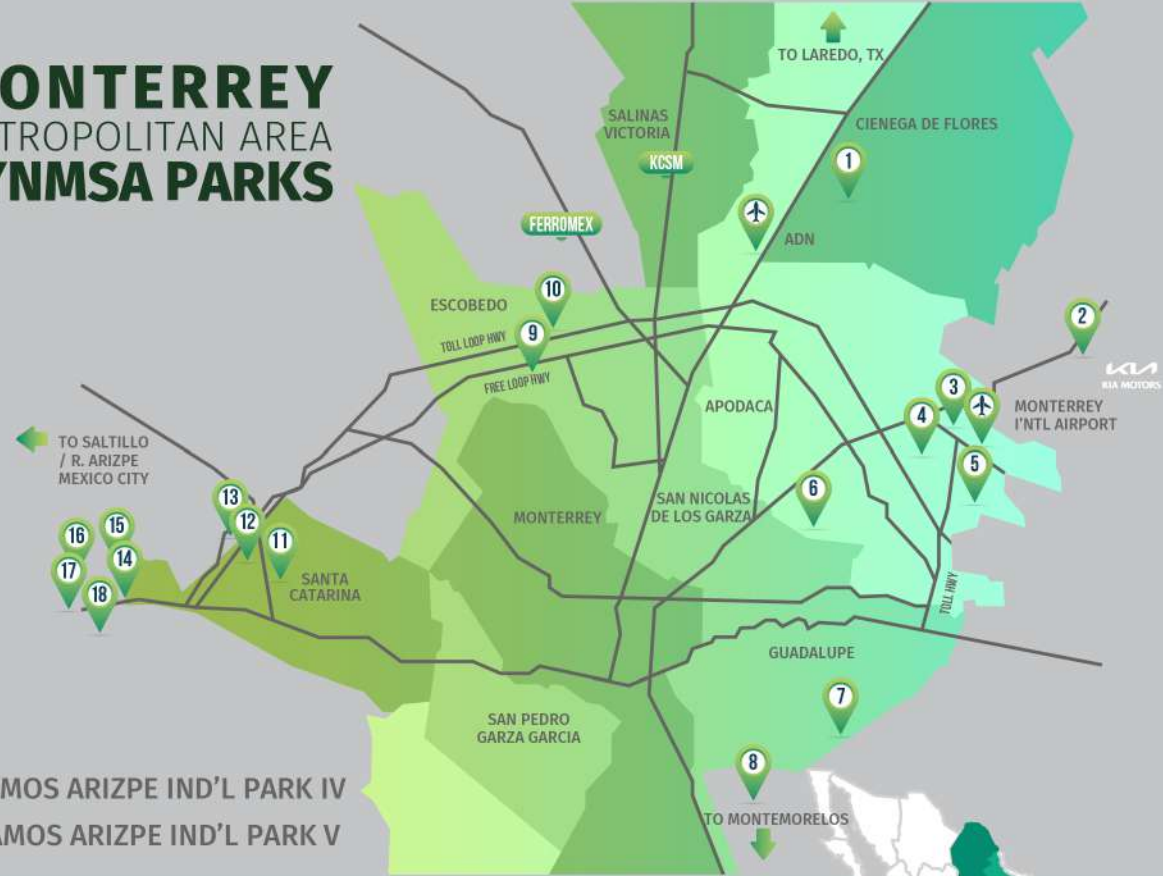 ONTERREY
TROPOLITAN AREA
YNMSA PARKS
TO LAREDO, TX
SALINAS
VICTORIA
CIENEGA DE FLORES
KCSM
1
FERROMEX
ADN
10
ESCOBEDO
2
9
TOLL LOOP HWY
KIA
KIA MOTORS
FREE LOOP HWY
3
4
APODACA
MONTERREY
I'NTL AIRPORT
TO SALTILLO
/ R. ARIZPE
MEXICO CITY
5
13
6
SAN NICOLAS
DE LOS GARZA
MONTERREY
12
15
16
11
14
17
SANTA
CATARINA
18
TOLL HWY
GUADALUPE
7
SAN PEDRO
GARZA GARCIA
8
MOS ARIZPE IND'L PARK IV
TO MONTEMORELOS
AMOS ARIZPE IND'L PARK V